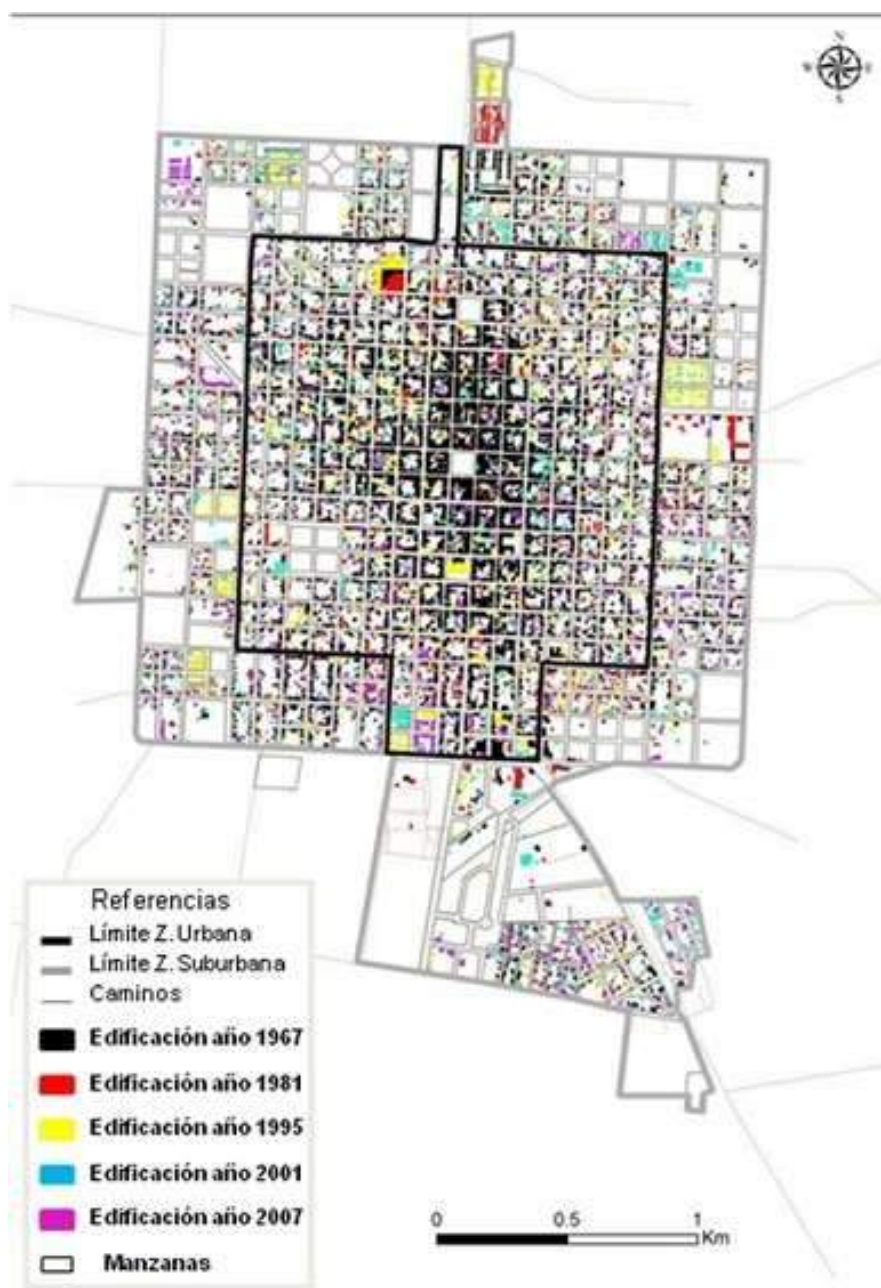 N
W E
S
Referencias
Límite Z. Urbana
Límite Z. Suburbana
Caminos
Edificación año 1967
Edificación año 1981
Edificación año 1995
Edificación año 2001
Edificación año 2007
Manzanas
0 0.5 1
Km